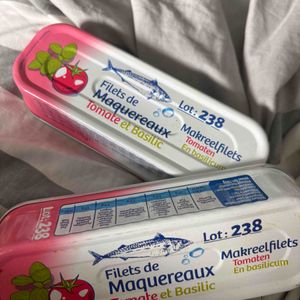 Filets de
Maquereaux
Tomate et Basilic
Lot: 238
Makreelfilets
Tomaten
En basilicum
Lot: 238
Lot: 238
Filets de
Maquereaux
Tomate et Basilic
Makreelfilets
Tomaten
En basilicum